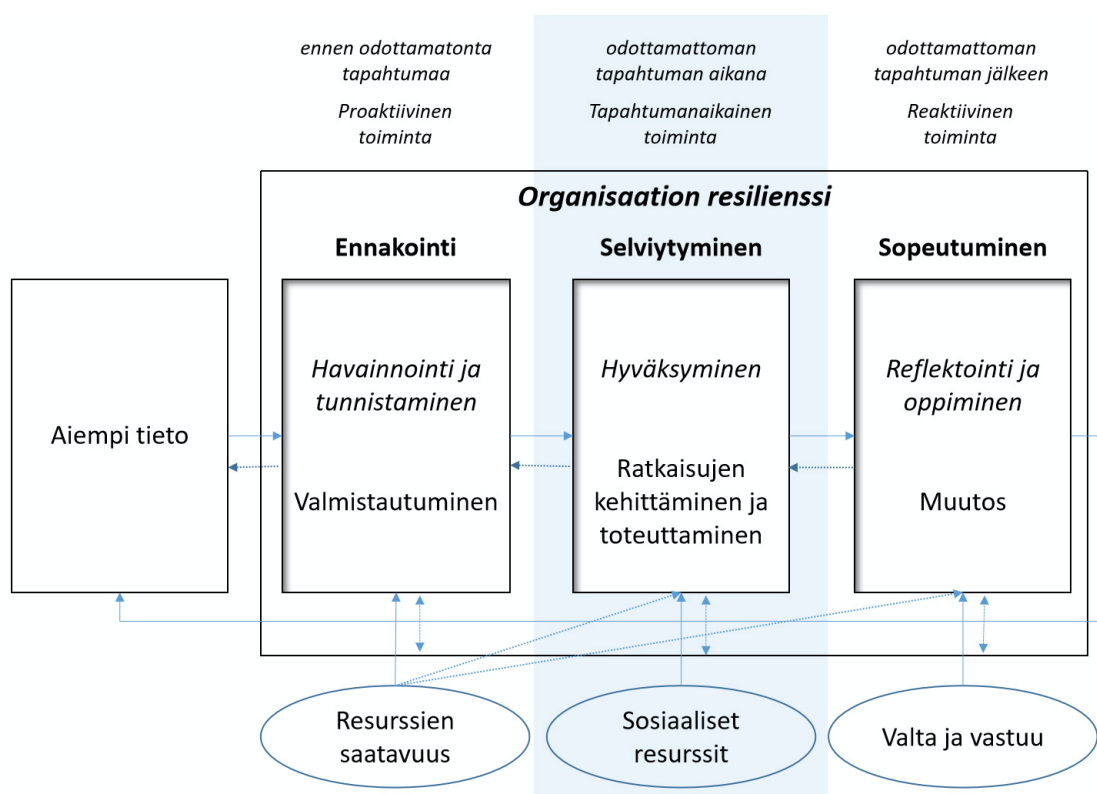 ennen odottamatonta
tapahtumaa
Proaktiivinen
toiminta
odottamattoman
tapahtuman aikana
Tapahtumanaikainen
toiminta
odottamattoman
tapahtuman jälkeen
Reaktiivinen
toiminta
Organisaation resilienssi
Ennakointi
Selviytyminen
Sopeutuminen
Aiempi tieto
Havainnointi ja
tunnistaminen
Valmistautuminen
Hyväksyminen
Ratkaisujen
kehittäminen ja
toteuttaminen
Reflektointi ja
oppiminen
Muutos
Resurssien
saatavuus
Sosiaaliset
resurssit
Valta ja vastuu